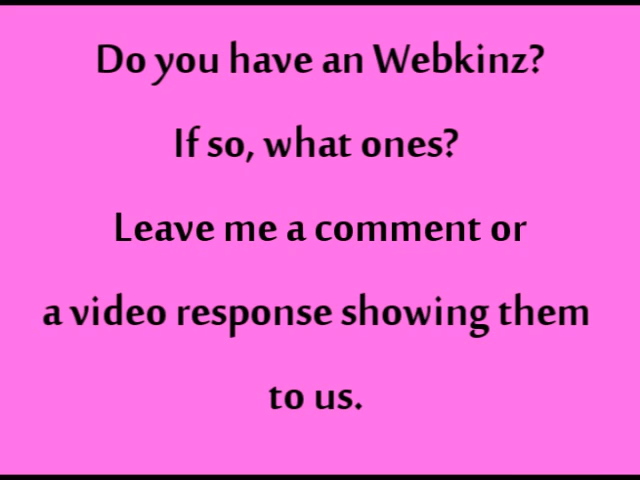 Do you have an Webkinz?
If so, what ones?
Leave me a comment or
a video response showing them
to us.